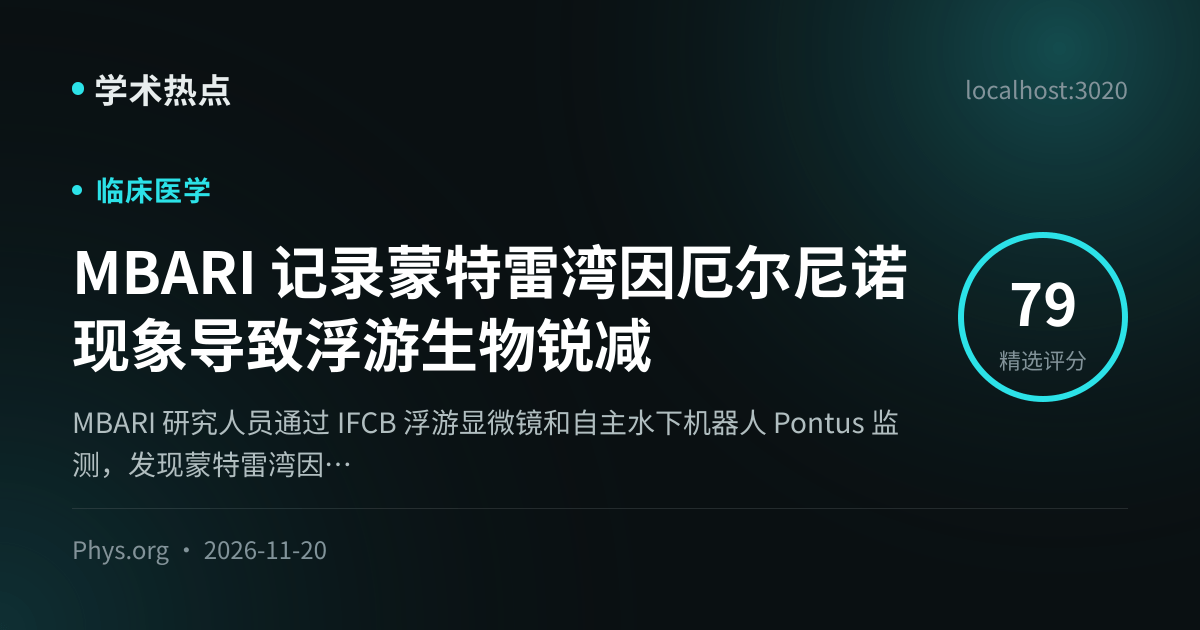 学术热点
localhost:3020
临床医学
MBARI 记录蒙特雷湾因厄尔尼诺
现象导致浮游生物锐减
79
精选评分
MBARI 研究人员通过 IFCB 浮游显微镜和自主水下机器人 Pontus 监
测，发现蒙特雷湾因…
Phys.org • 2026-11-20